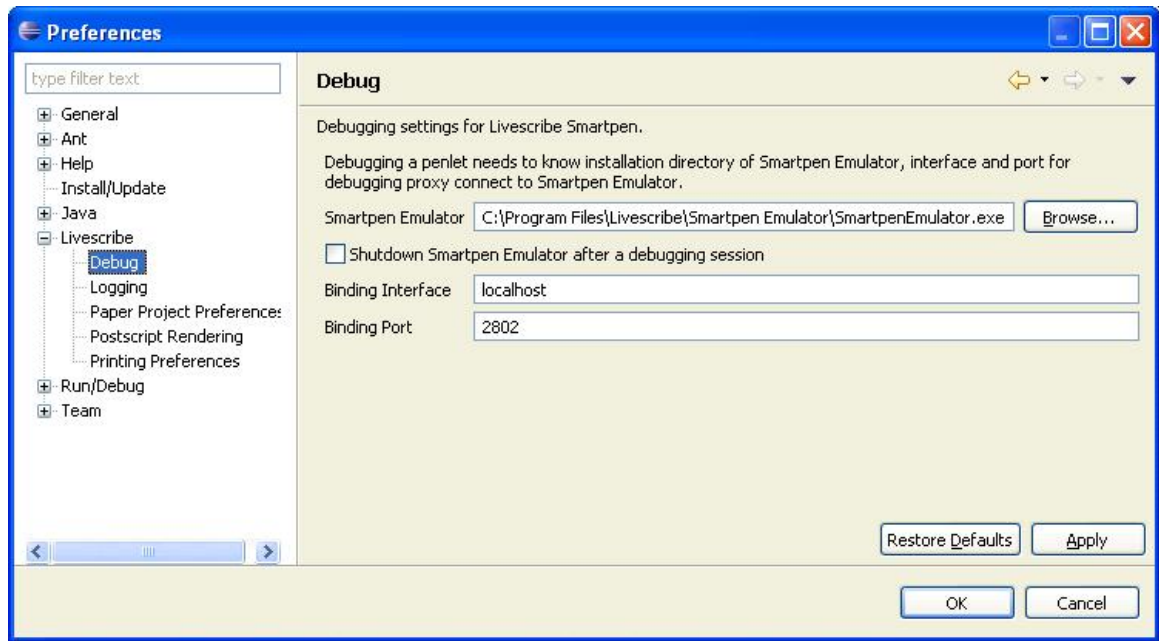 Preferences
type filter text
General
Ant
Help
Install/Update
Java
Livescribe
Debug
Logging
Paper Project Preferences
Postscript Rendering
Printing Preferences
Run/Debug
Team
Debug
Debugging settings for Livescribe Smartpen.
Debugging a penlet needs to know installation directory of Smartpen Emulator, interface and port for
debugging proxy connect to Smartpen Emulator.
Smartpen Emulator C:\Program Files\Livescribe\Smartpen Emulator\SmartpenEmulator.exe Browse...
Shutdown Smartpen Emulator after a debugging session
Binding Interface localhost
Binding Port 2802
Restore Defaults Apply
OK Cancel